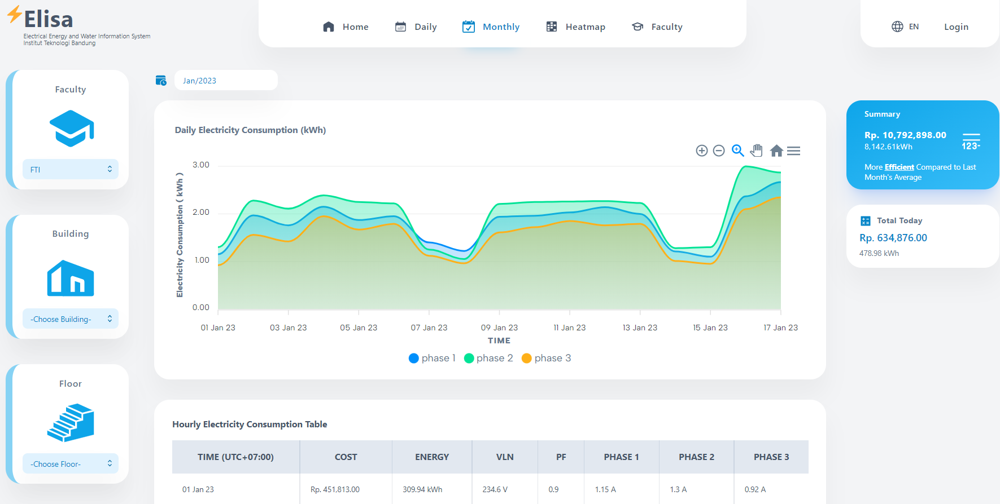 Elisa
Electrical Energy and Water Information System
Institut Teknologi Bandung
Home
Daily
Monthly
Heatmap
Faculty
EN
Login
Faculty
FTI
Building
-Choose Building-
Floor
-Choose Floor-
Jan/2023
Daily Electricity Consumption (kWh)
Electricity Consumption ( kWh )
3.00
2.00
1.00
0.00
01 Jan 23
03 Jan 23
05 Jan 23
07 Jan 23
09 Jan 23
11 Jan 23
13 Jan 23
15 Jan 23
17 Jan 23
TIME
phase 1
phase 2
phase 3
Summary
Rp. 10,792,898.00
8,142.61kWh
123-
More Efficient Compared to Last
Month's Average
Total Today
Rp. 634,876.00
478.98 kWh
Hourly Electricity Consumption Table
TIME (UTC+07:00) COST ENERGY VLN PF PHASE 1 PHASE 2 PHASE 3
01 Jan 23 Rp. 451,813.00 309.94 kWh 234.6 V 0.9 1.15 A 1.3 A 0.92 A